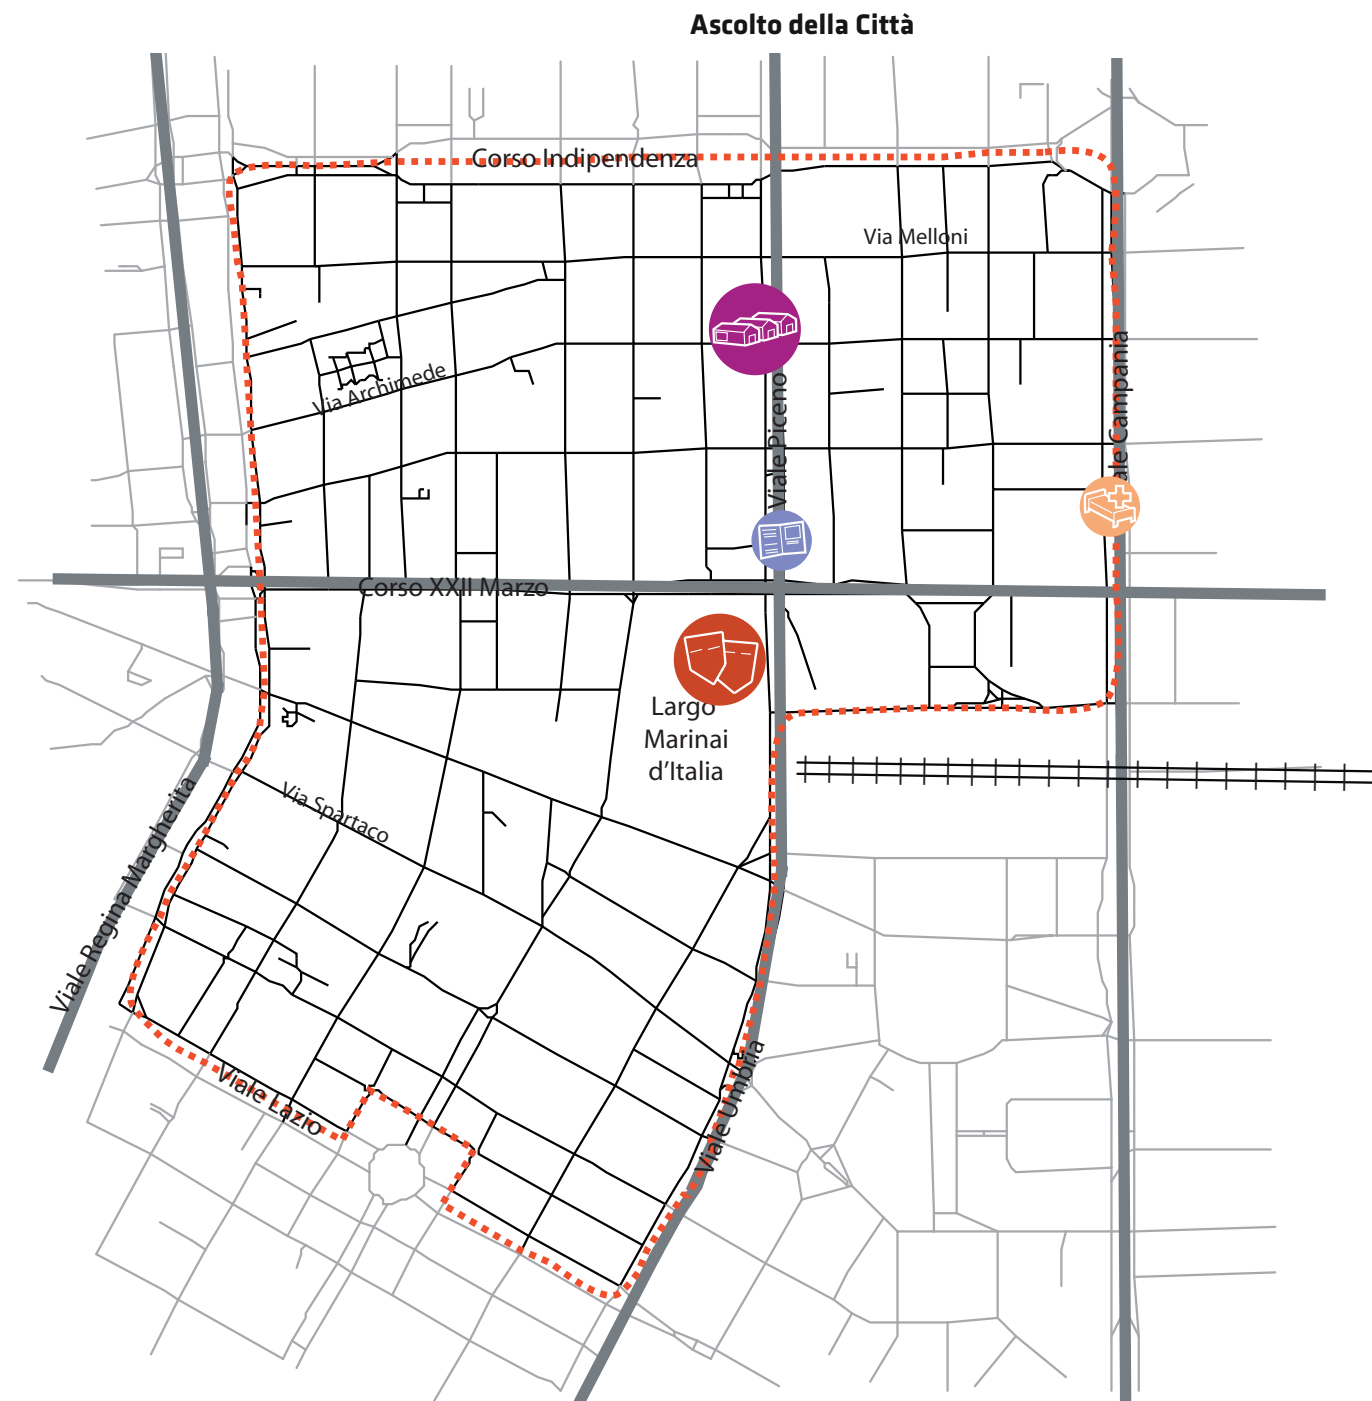 Ascolto della Città
Corso Indipendenza
Via Melloni
Via Archimede
Viale Piceno
ale Campania
Corso XXII Marzo
Largo
Marinai
d'Italia
Via Spartaco
Viale Regina Margherita
Viale Umbria
Viale Lazio